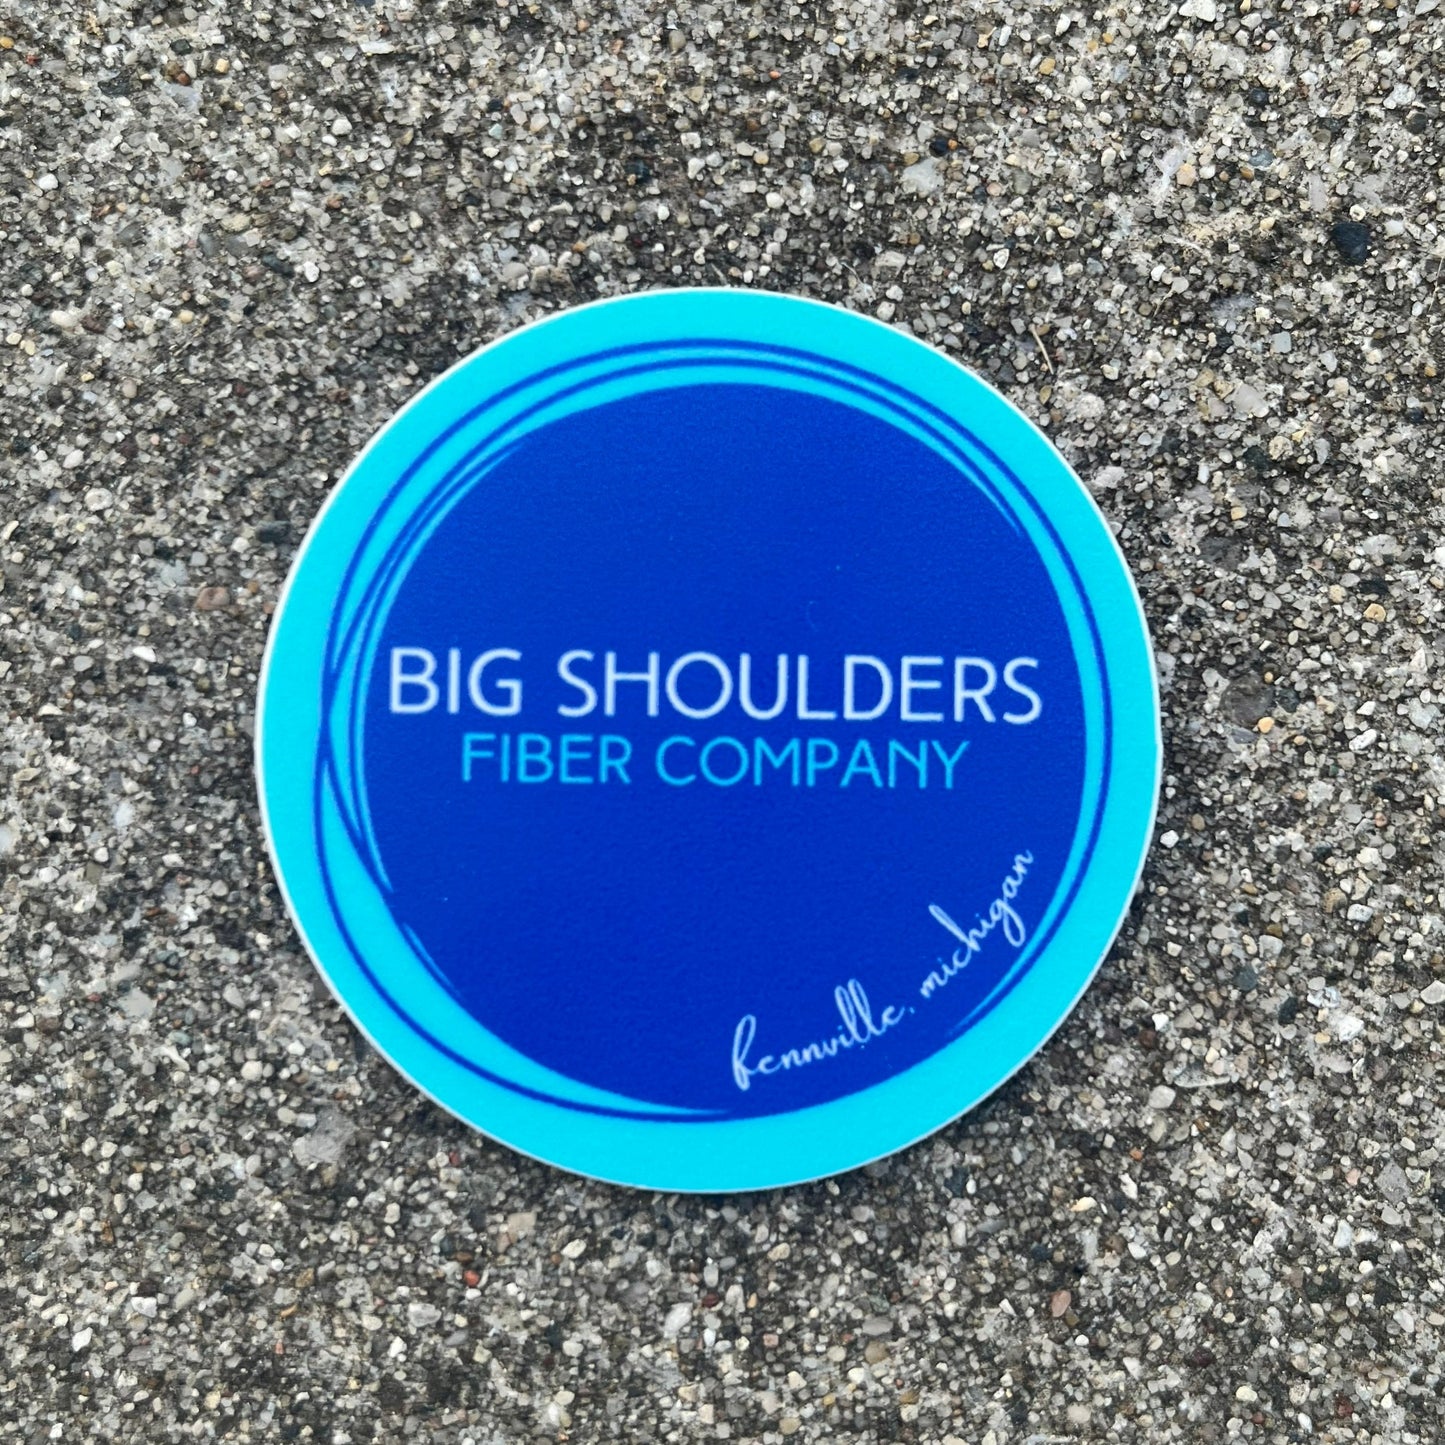 BIG SHOULDERS
FIBER COMPANY
fennville, michigan